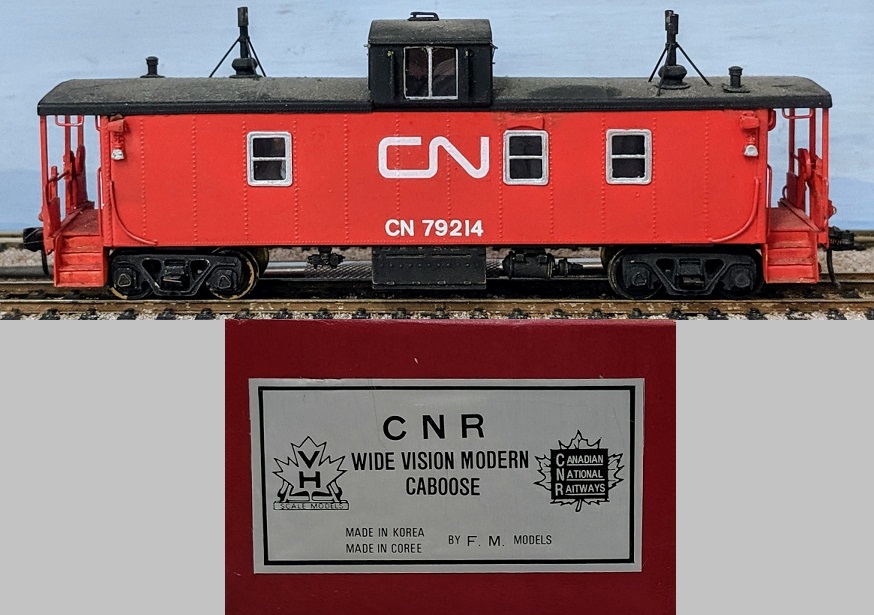 CN
CN 79214
CNR
VH
SCALE MODELS
WIDE VISION MODERN
CABOOSE
CANADIAN
NATIONAL
RAITWAYS
MADE IN KOREA
MADE IN COREE
BY F. M. MODELS